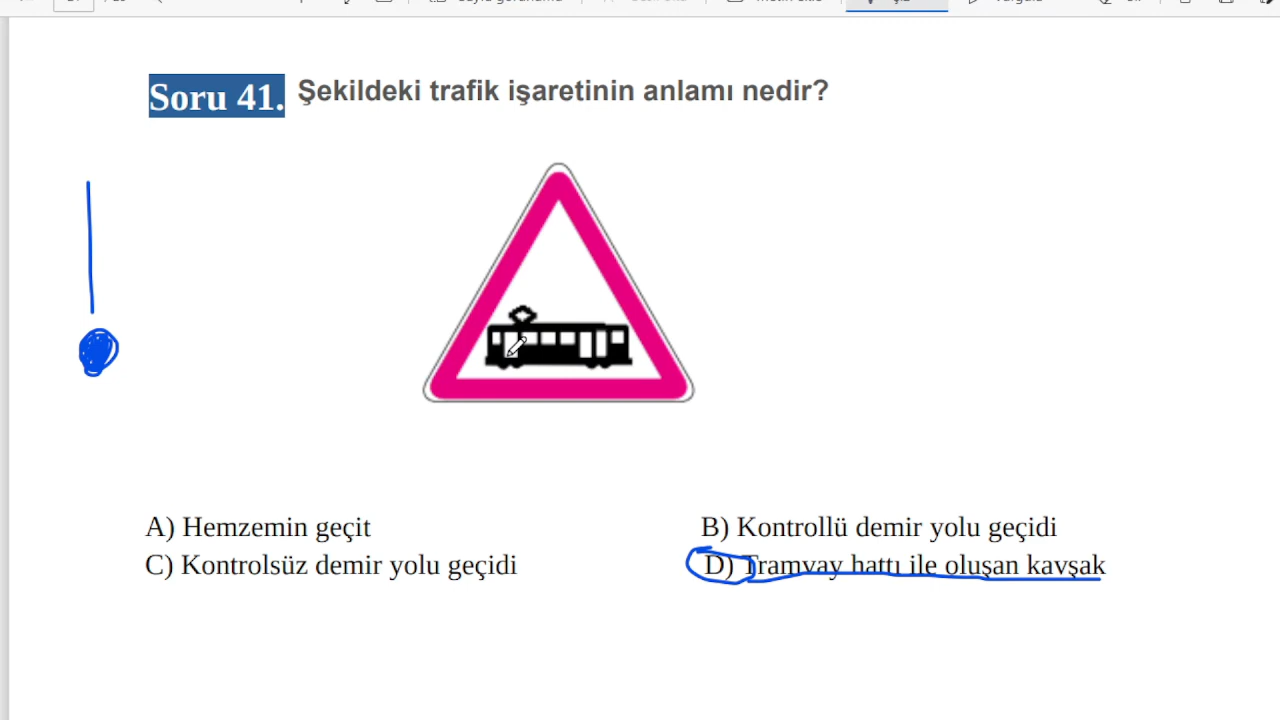 Soru 41. Şekildeki trafik işaretinin anlamı nedir?
A) Hemzemin geçit
B) Kontrollü demir yolu geçidi
C) Kontrolsüz demir yolu geçidi
D) Tramvay hattı ile oluşan kavşak